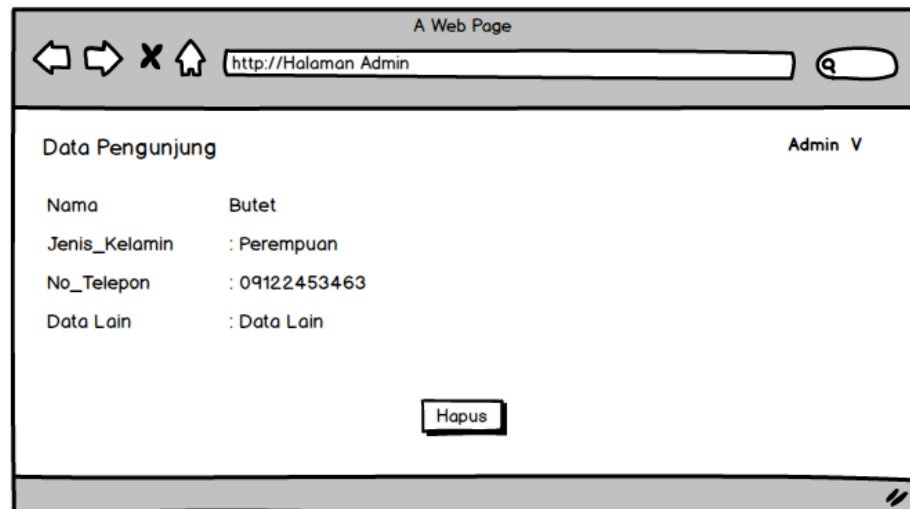 A Web Page
http://Halaman Admin
Data Pengunjung Admin V
Nama Butet
Jenis_Kelamin : Perempuan
No_Telepon : 09122453463
Data Lain : Data Lain
Hapus